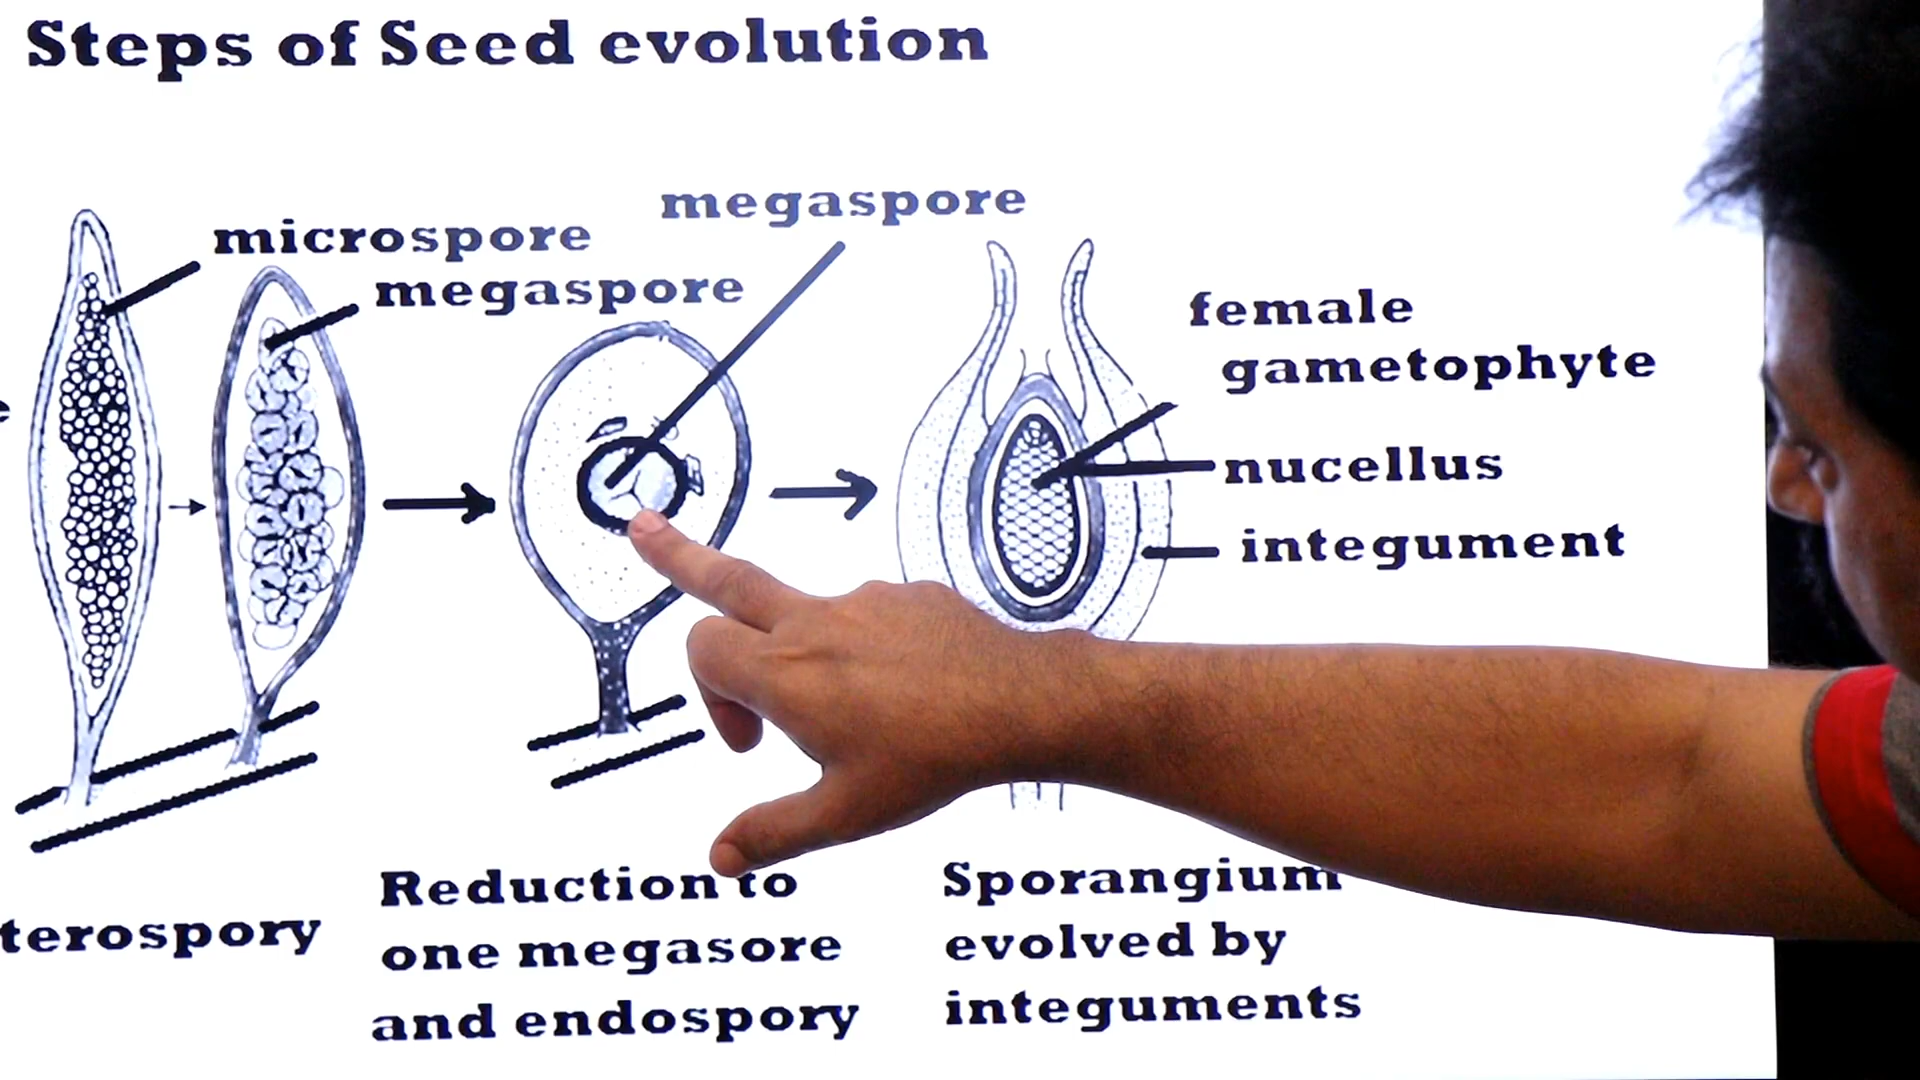 Steps of Seed evolution
megaspore
microspore
megaspore
female
gametophyte
nucellus
integument
terospory
Reduction to
one megasore
and endospory
Sporangium
evolved by
integuments